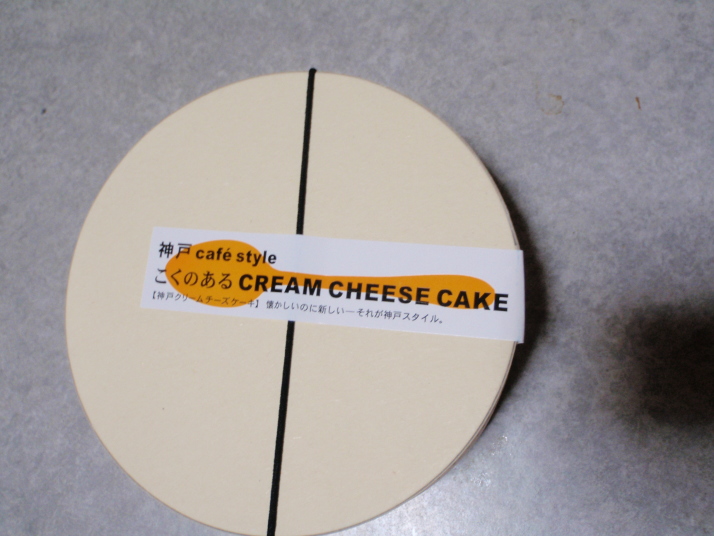 神戸 café style
こくのある CREAM CHEESE CAKE
【神戸クリームチーズケーキ】 懐かしいのに新しい—それが神戸スタイル。